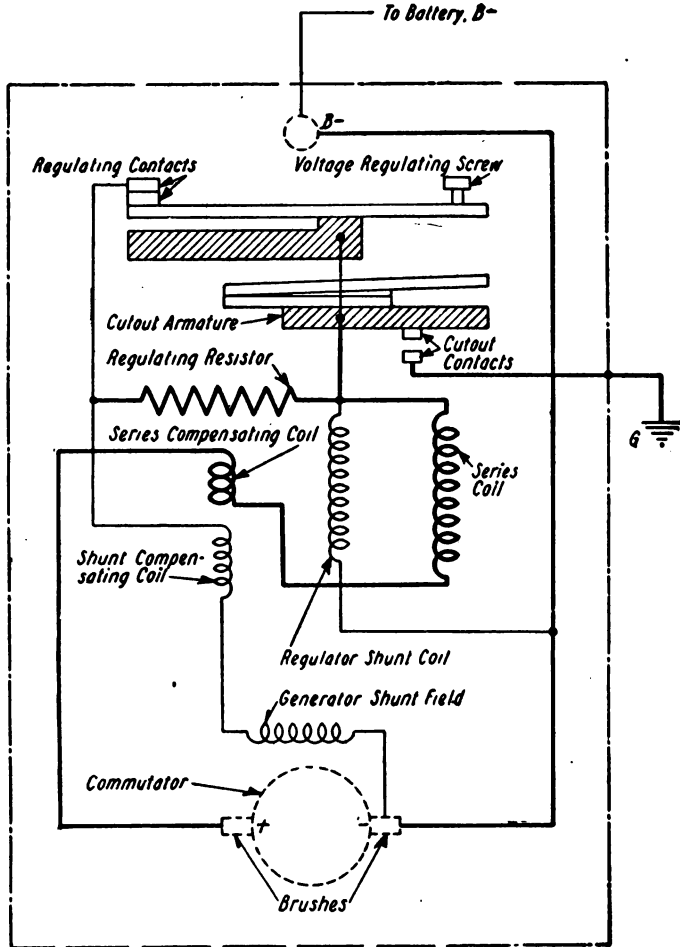 To Battery, B-
B-
Regulating Contacts
Voltage Regulating Screw
Cutout Armature
Cutout
Contacts
Regulating Resistor
G
Series Compensating Coil
Series
Coil
Shunt Compen-
sating Coil
Regulator Shunt Coil
Generator Shunt Field
Commutator
+
-
Brushes